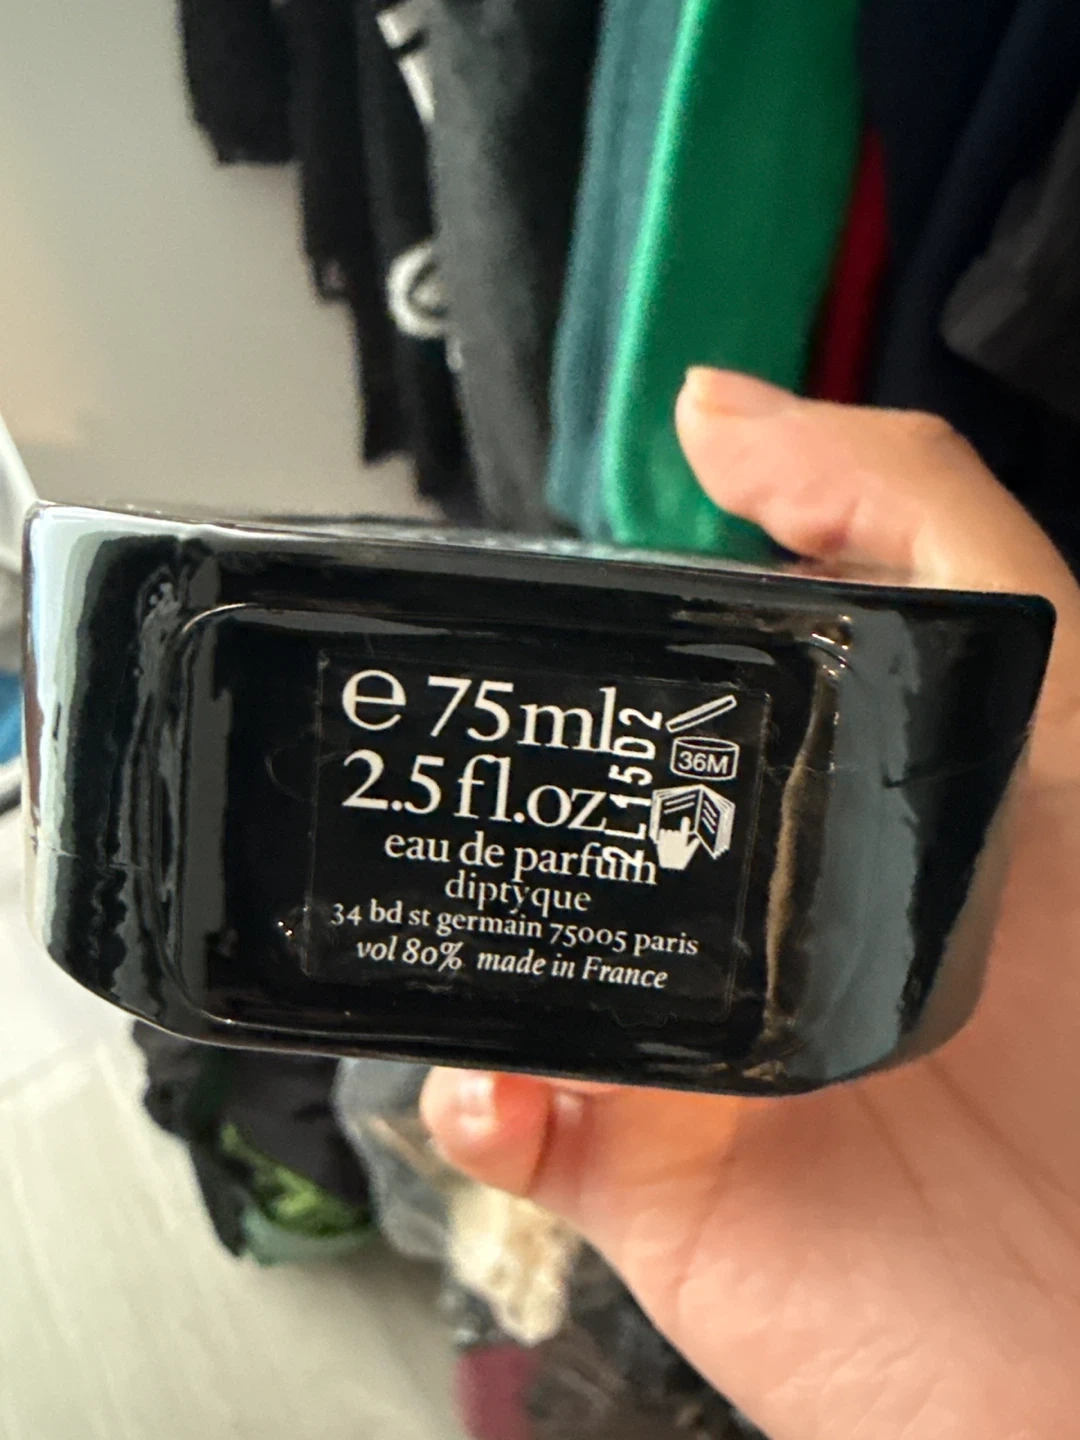 e 75ml
2.5 fl.oz
eau de parfum
diptyque
34 bd st germain 75005 paris
vol 80% made in France
36M
2L15D2